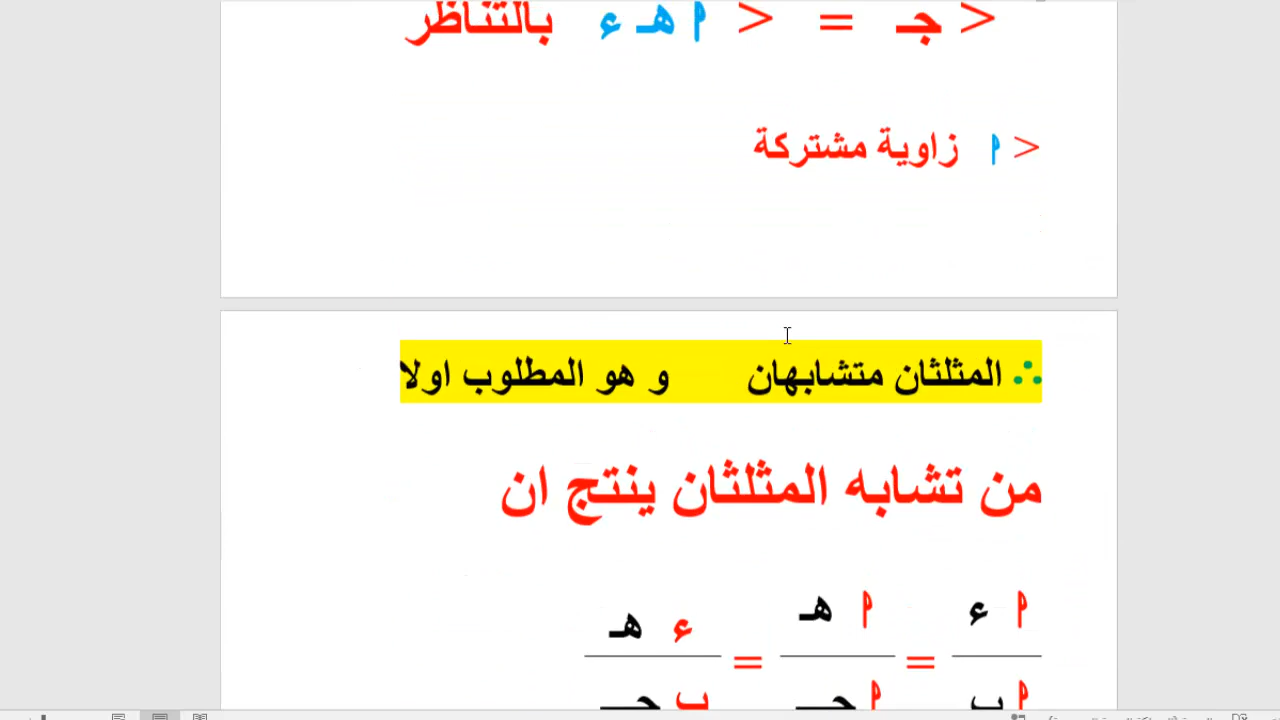 < جـ = < ا هـ ء بالتناظر
< ا زاوية مشتركة
∴ المثلثان متشابهان و هو المطلوب اولا
من تشابه المثلثان ينتج ان
ا ء = ا هـ = ء هـ
ا ب ا جـ ب جـ